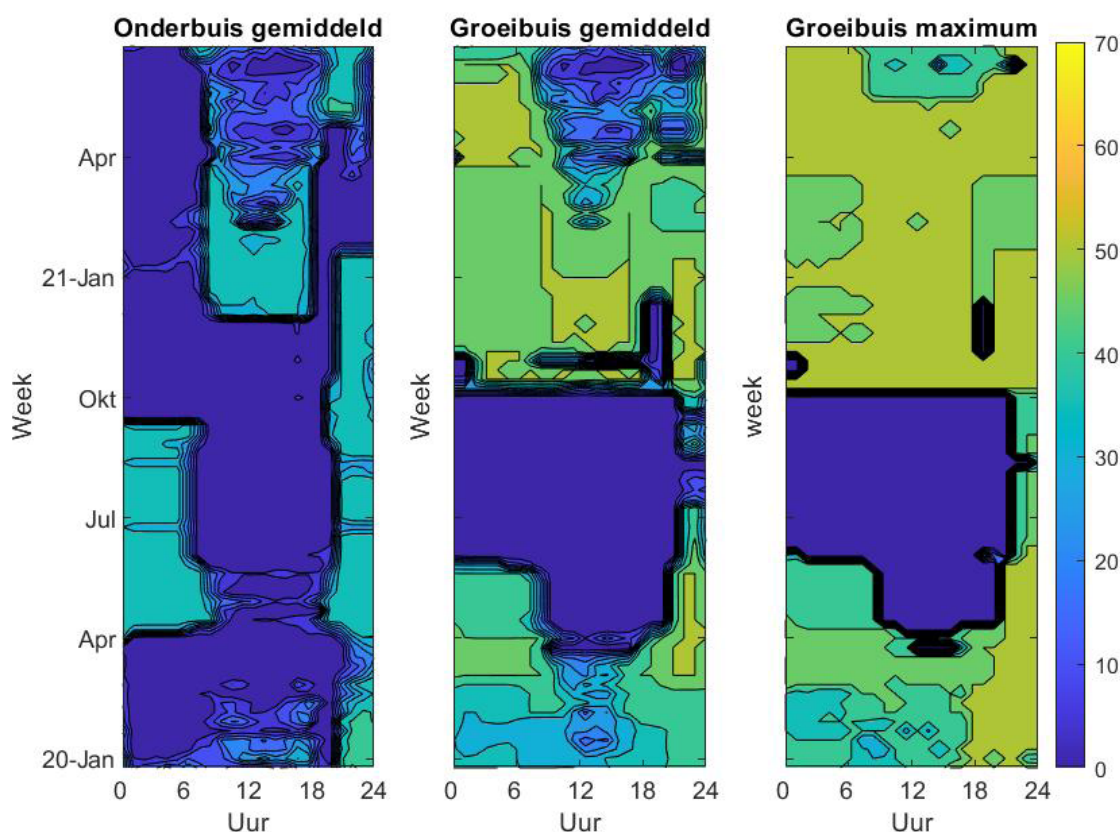 Onderbuis gemiddeld
Groeibuis gemiddeld
Groeibuis maximum
Week
Apr
21-Jan
Okt
Jul
Apr
20-Jan
0 6 12 18 24
Uur
Week
0 6 12 18 24
Uur
week
0 6 12 18 24
Uur
70
60
50
40
30
20
10
0